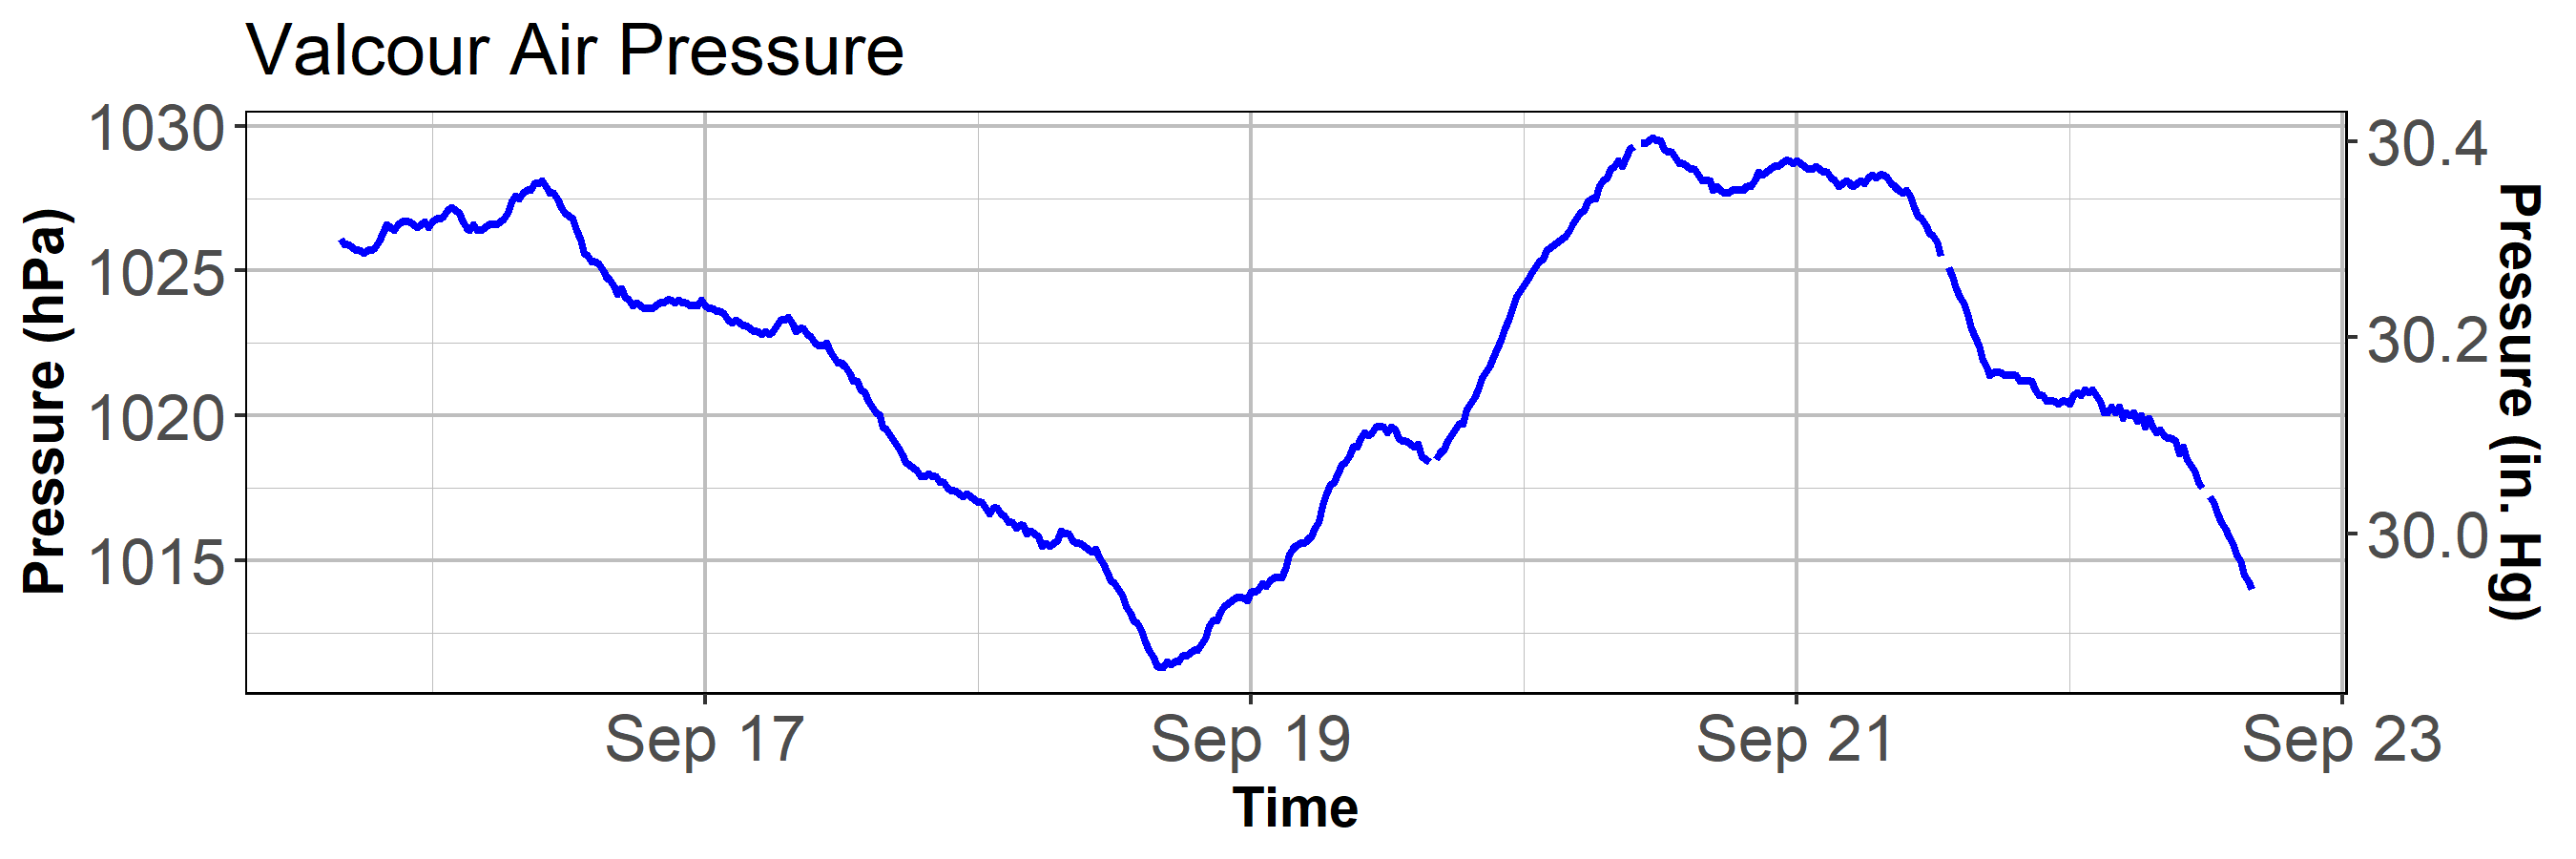 Valcour Air Pressure
1030
1025
1020
1015
Pressure (hPa)
30.4
30.2
30.0
Pressure (in. Hg)
Sep 17
Sep 19
Sep 21
Sep 23
Time